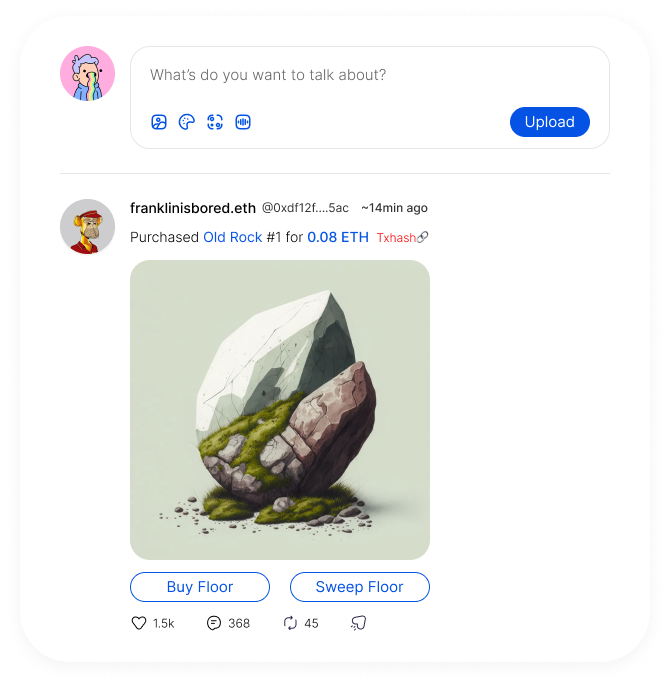 What's do you want to talk about?
Upload
franklinisbored.eth @0xdf12f....5ac ~14min ago
Purchased Old Rock #1 for 0.08 ETH Txhash
Buy Floor Sweep Floor
1.5k 368 45